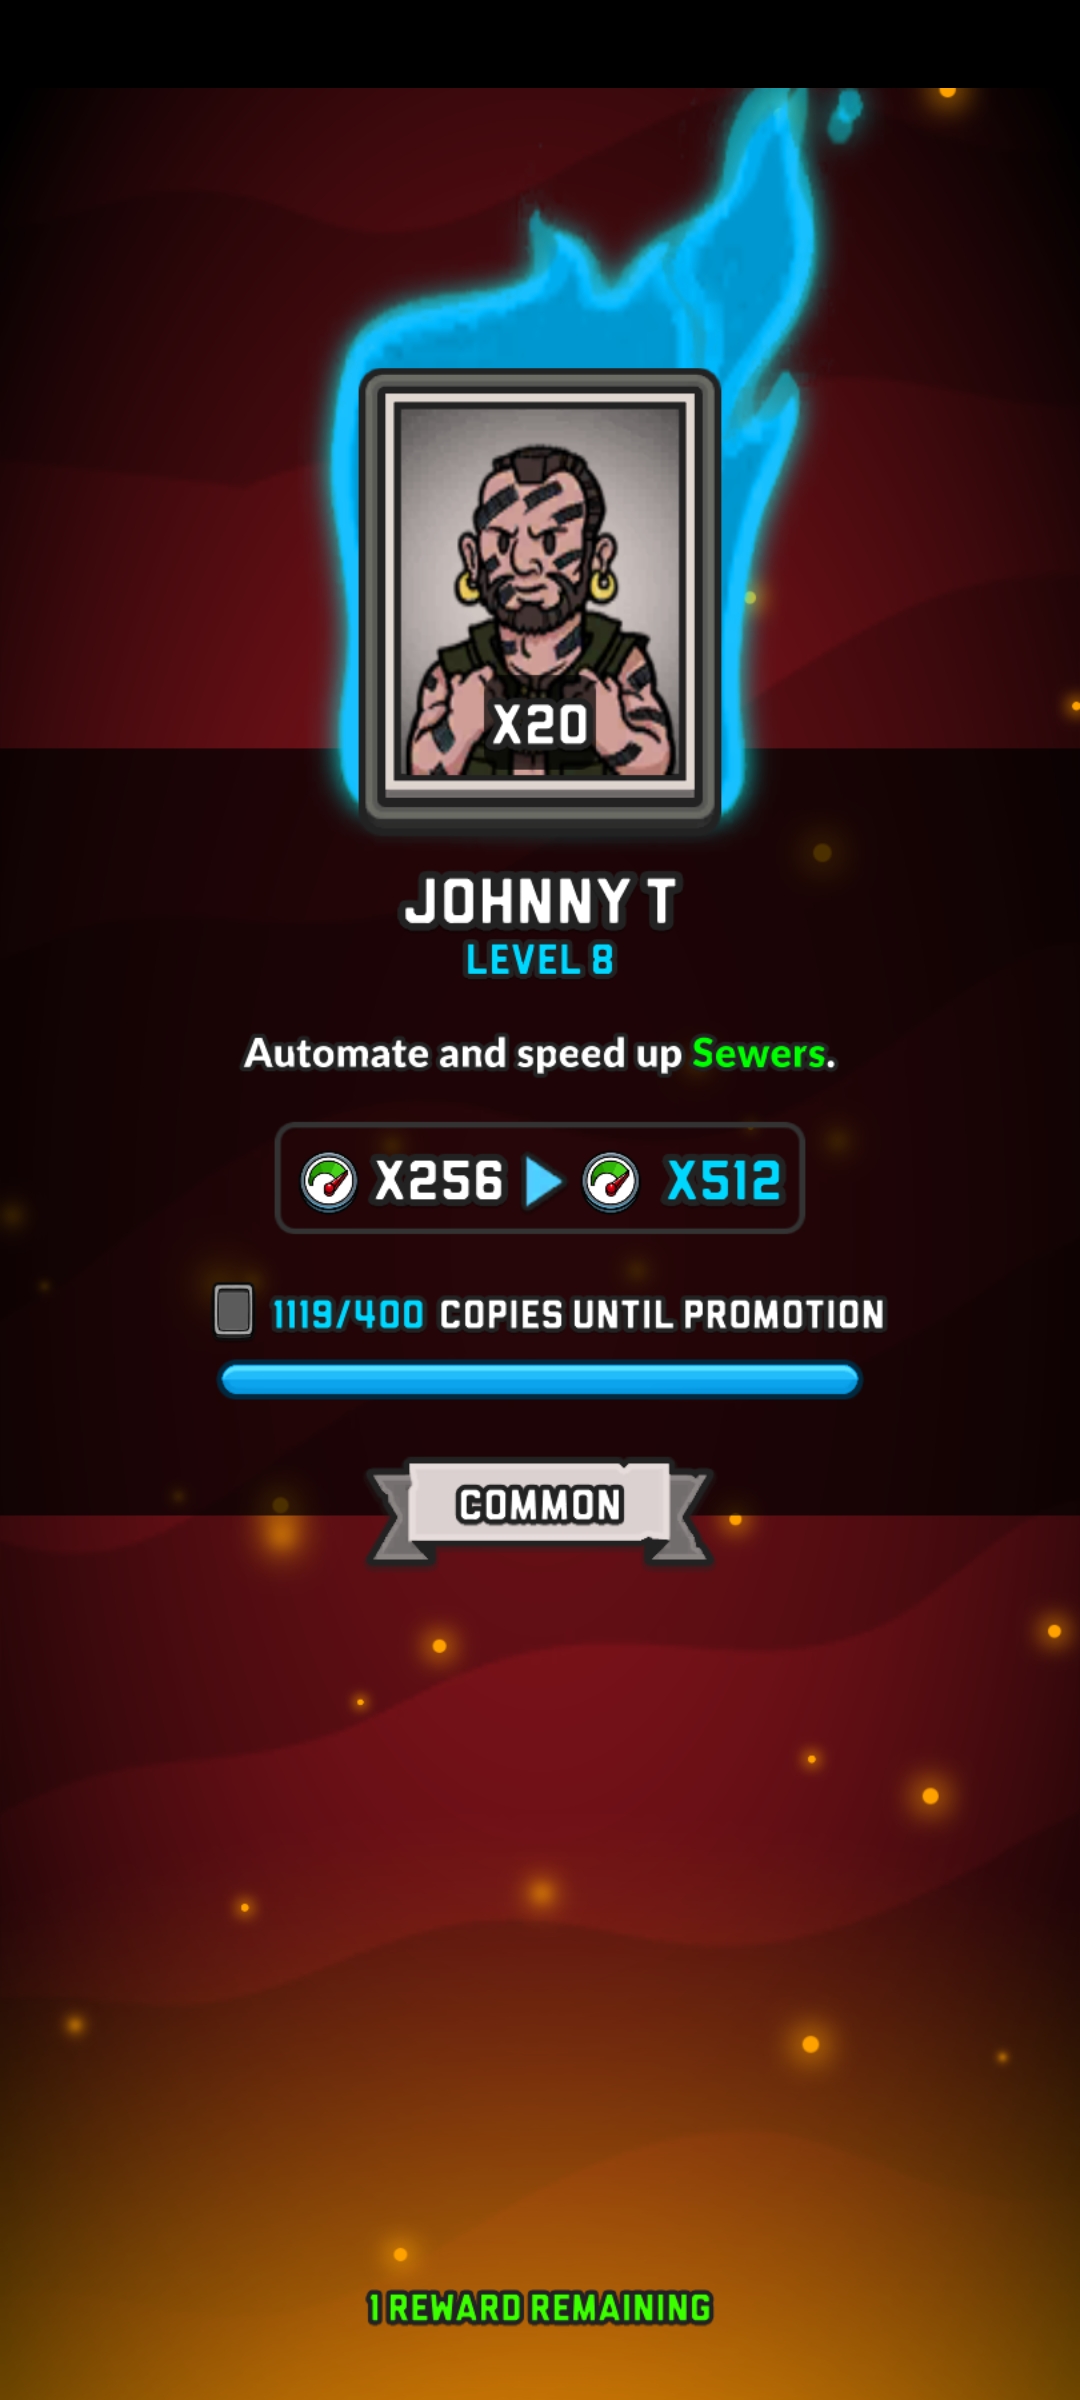 X20
JOHNNY T
LEVEL 8
Automate and speed up Sewers.
X256 X512
1119/400 COPIES UNTIL PROMOTION
COMMON
1 REWARD REMAINING